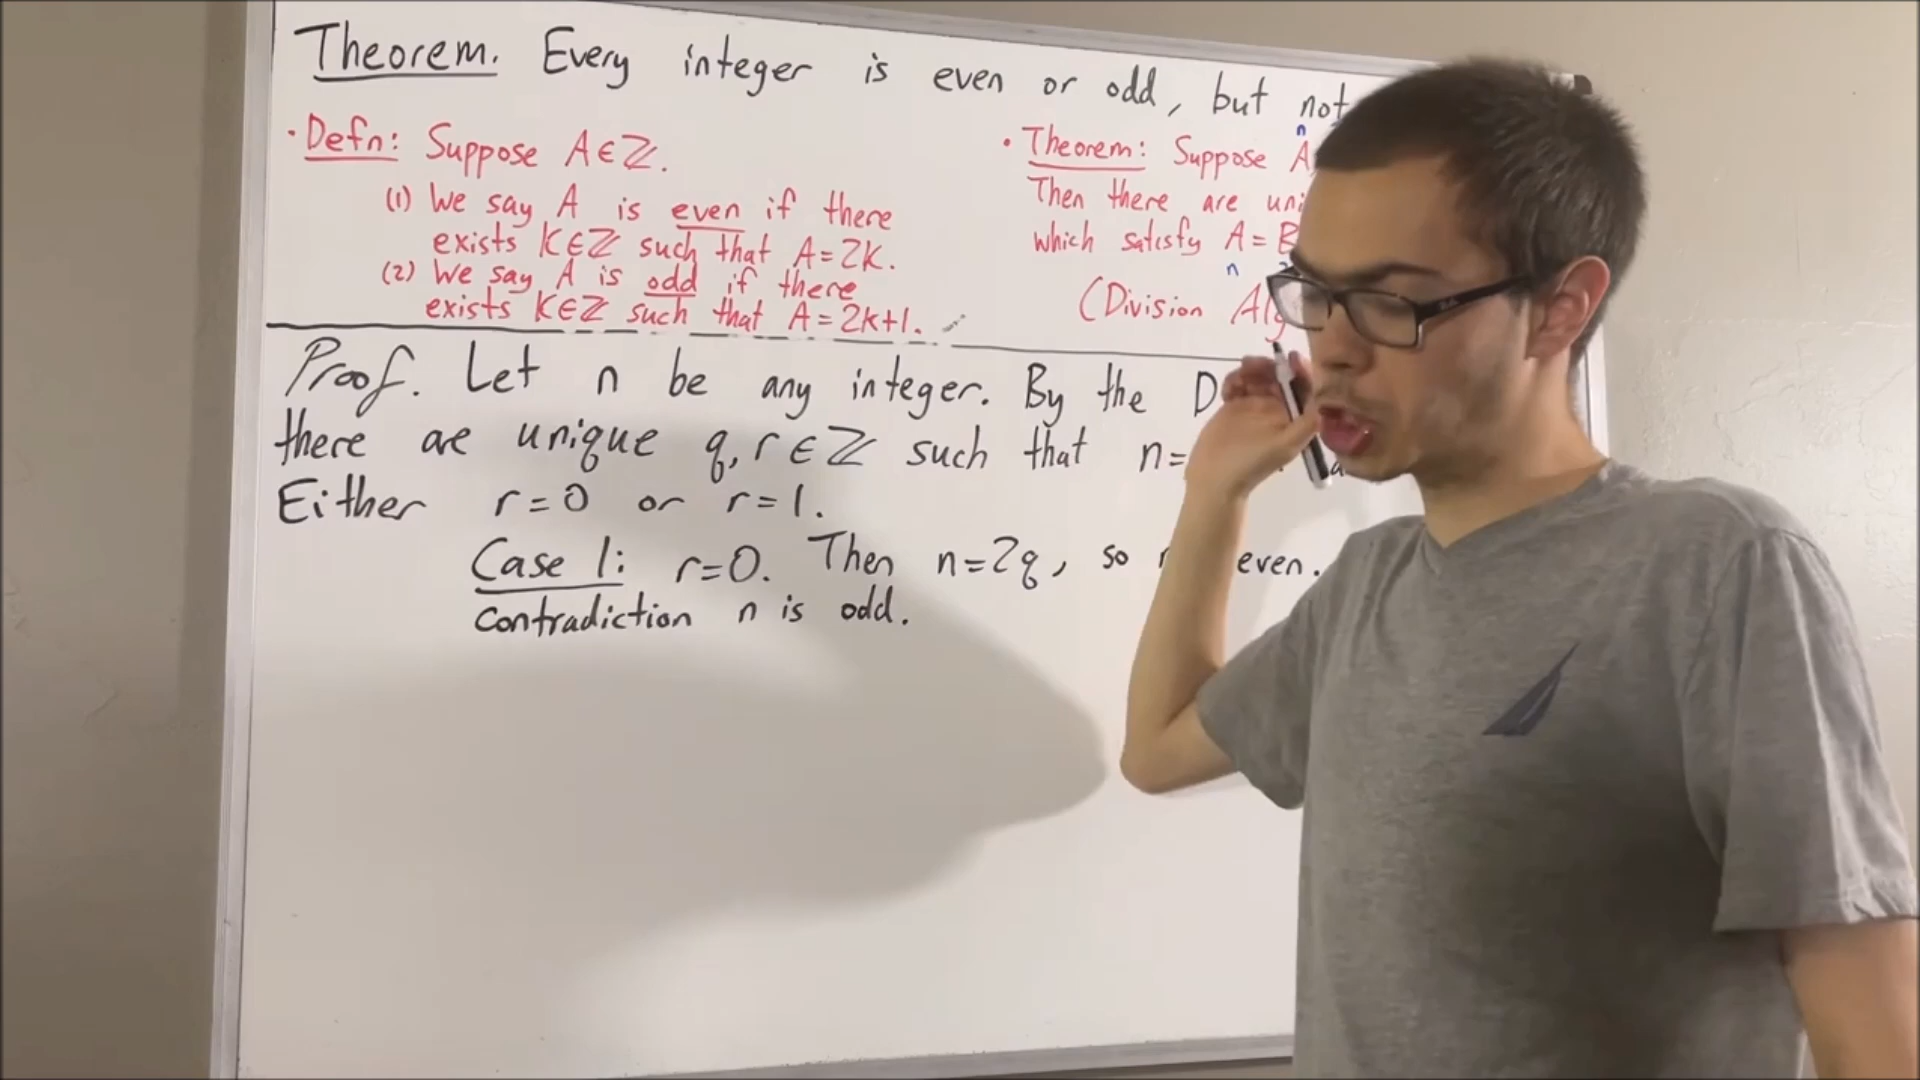 Theorem. Every integer is even or odd, but not
• Defn: Suppose A∈ℤ.
(1) We say A is even if there
exists K∈ℤ such that A=2K.
(2) We say A is odd if there
exists K∈ℤ such that A=2k+1.
• Theorem: Suppose A
n
Then there are
which satisfy A=B
n
(Division
Proof. Let n be any integer. By the
there are unique q,r∈ℤ such that n=
Either r=0 or r=1.
Case 1: r=0. Then n=2q, so even.
contradiction n is odd.